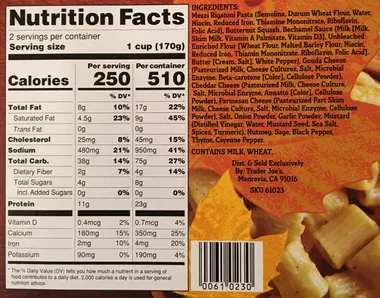 Nutrition Facts
2 servings per container
Serving size 1 cup (170g)
Per serving Per container
Calories 250 510
% DV* % DV*
Total Fat 8g 10% 17g 22%
Saturated Fat 4.5g 23% 9g 45%
Trans Fat 0g 0g
Cholesterol 25mg 8% 45mg 15%
Sodium 480mg 21% 950mg 41%
Total Carb. 38g 14% 75g 27%
Dietary Fiber 2g 7% 4g 14%
Total Sugars 4g 8g
Incl. Added Sugars 0g 0% 0g 0%
Protein 11g 23g
Vitamin D 0.4mcg 2% 0.7mcg 4%
Calcium 180mg 15% 350mg 25%
Iron 2mg 10% 4mg 20%
Potassium 90mg 0% 190mg 4%
* The % Daily Value (DV) tells you how much a nutrient in a serving of
food contributes to a daily diet. 2,000 calories a day is used for general
nutrition advice.
INGREDIENTS:
Mezzi Rigatoni Pasta (Semolina, Durum Wheat Flour, Water,
Niacin, Reduced Iron, Thiamine Mononitrate, Riboflavin,
Folic Acid), Butternut Squash, Bechamel Sauce (Milk [Milk,
Skim Milk, Vitamin A Palmitate, Vitamin D3], Unbleached
Enriched Flour [Wheat Flour, Malted Barley Flour, Niacin,
Reduced Iron, Thiamin Mononitrate, Riboflavin, Folic Acid],
Butter [Cream, Salt], White Pepper), Gouda Cheese
(Pasteurized Milk, Cheese Cultures, Salt, Microbial
Enzyme, Beta-carotene [Color], Cellulose Powder),
Cheddar Cheese (Pasteurized Milk, Cheese Culture,
Salt, Microbial Enzyme, Annatto [Color], Cellulose
Powder), Parmesan Cheese (Pasteurized Part Skim
Milk, Cheese Culture, Salt, Microbial Enzyme, Cellulose
Powder), Salt, Onion Powder, Garlic Powder, Mustard
(Distilled Vinegar, Water, Mustard Seed, Sea Salt,
Spices, Turmeric), Nutmeg, Sage, Black Pepper,
Thyme, Cayenne Pepper.
CONTAINS MILK, WHEAT.
Dist. & Sold Exclusively
By: Trader Joe's,
Monrovia, CA 91016
SKU 61023
0061 0230